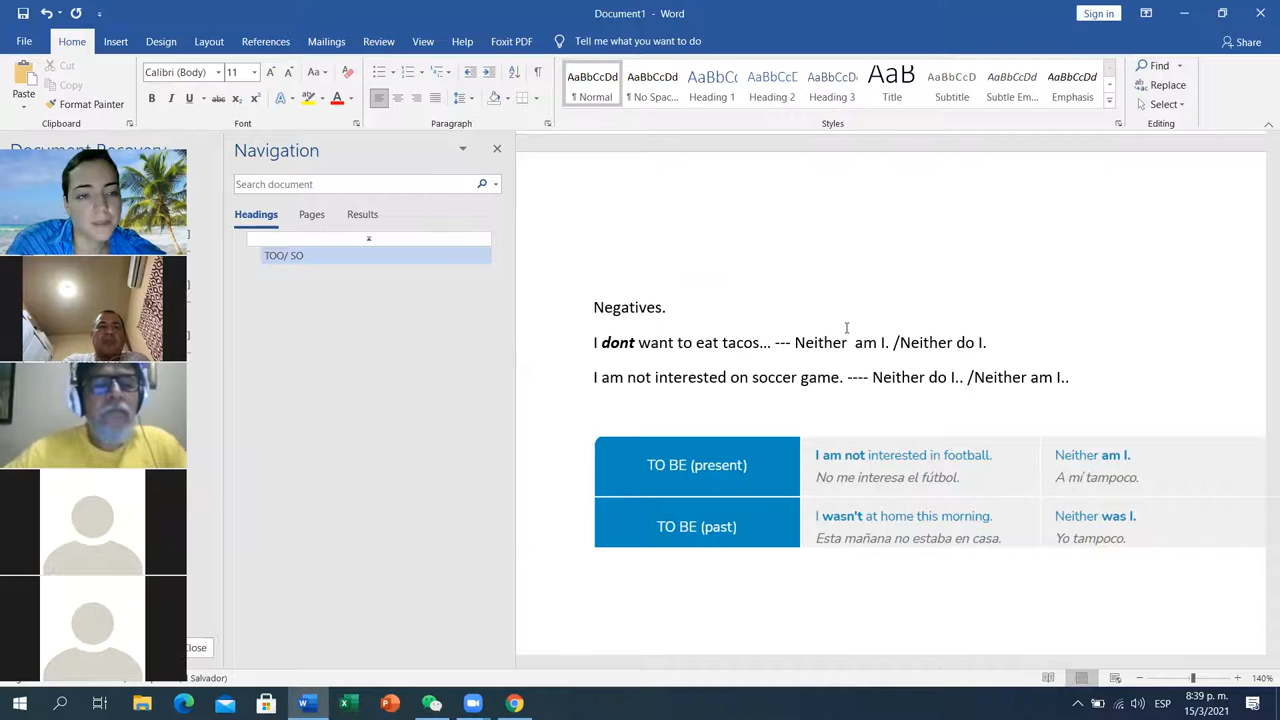 Document1 - Word
Sign in
File Home Insert Design Layout References Mailings Review View Help Foxit PDF Tell me what you want to do Share
Paste Cut
Copy
Format Painter
Calibri (Body) 11
AaBbCcDd AaBbCcDd AaBbCc AaBbCcD AaBbCcD AaB AaBbCcD AaBbCcDd AaBbCcDd
¶ Normal ¶ No Spac... Heading 1 Heading 2 Heading 3 Title Subtitle Subtle Em... Emphasis
Find
Replace
Select
Clipboard Font Paragraph Styles Editing
Navigation
Search document
Headings Pages Results
TOO/ SO
Negatives.
I dont want to eat tacos... --- Neither  am I. /Neither do I.
I am not interested on soccer game. ---- Neither do I.. /Neither am I..
TO BE (present) I am not interested in football. Neither am I.
No me interesa el fútbol. A mí tampoco.
TO BE (past) I wasn't at home this morning. Neither was I.
Esta mañana no estaba en casa. Yo tampoco.
lose
Salvador)
140%
ESP
8:39 p. m.
15/3/2021